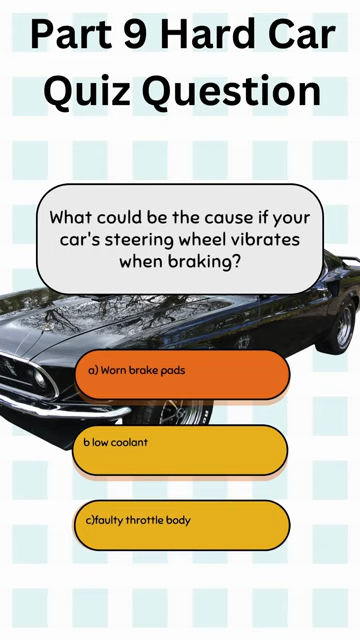 Part 9 Hard Car
Quiz Question
What could be the cause if your
car's steering wheel vibrates
when braking?
a) Worn brake pads
b low coolant
c)faulty throttle body